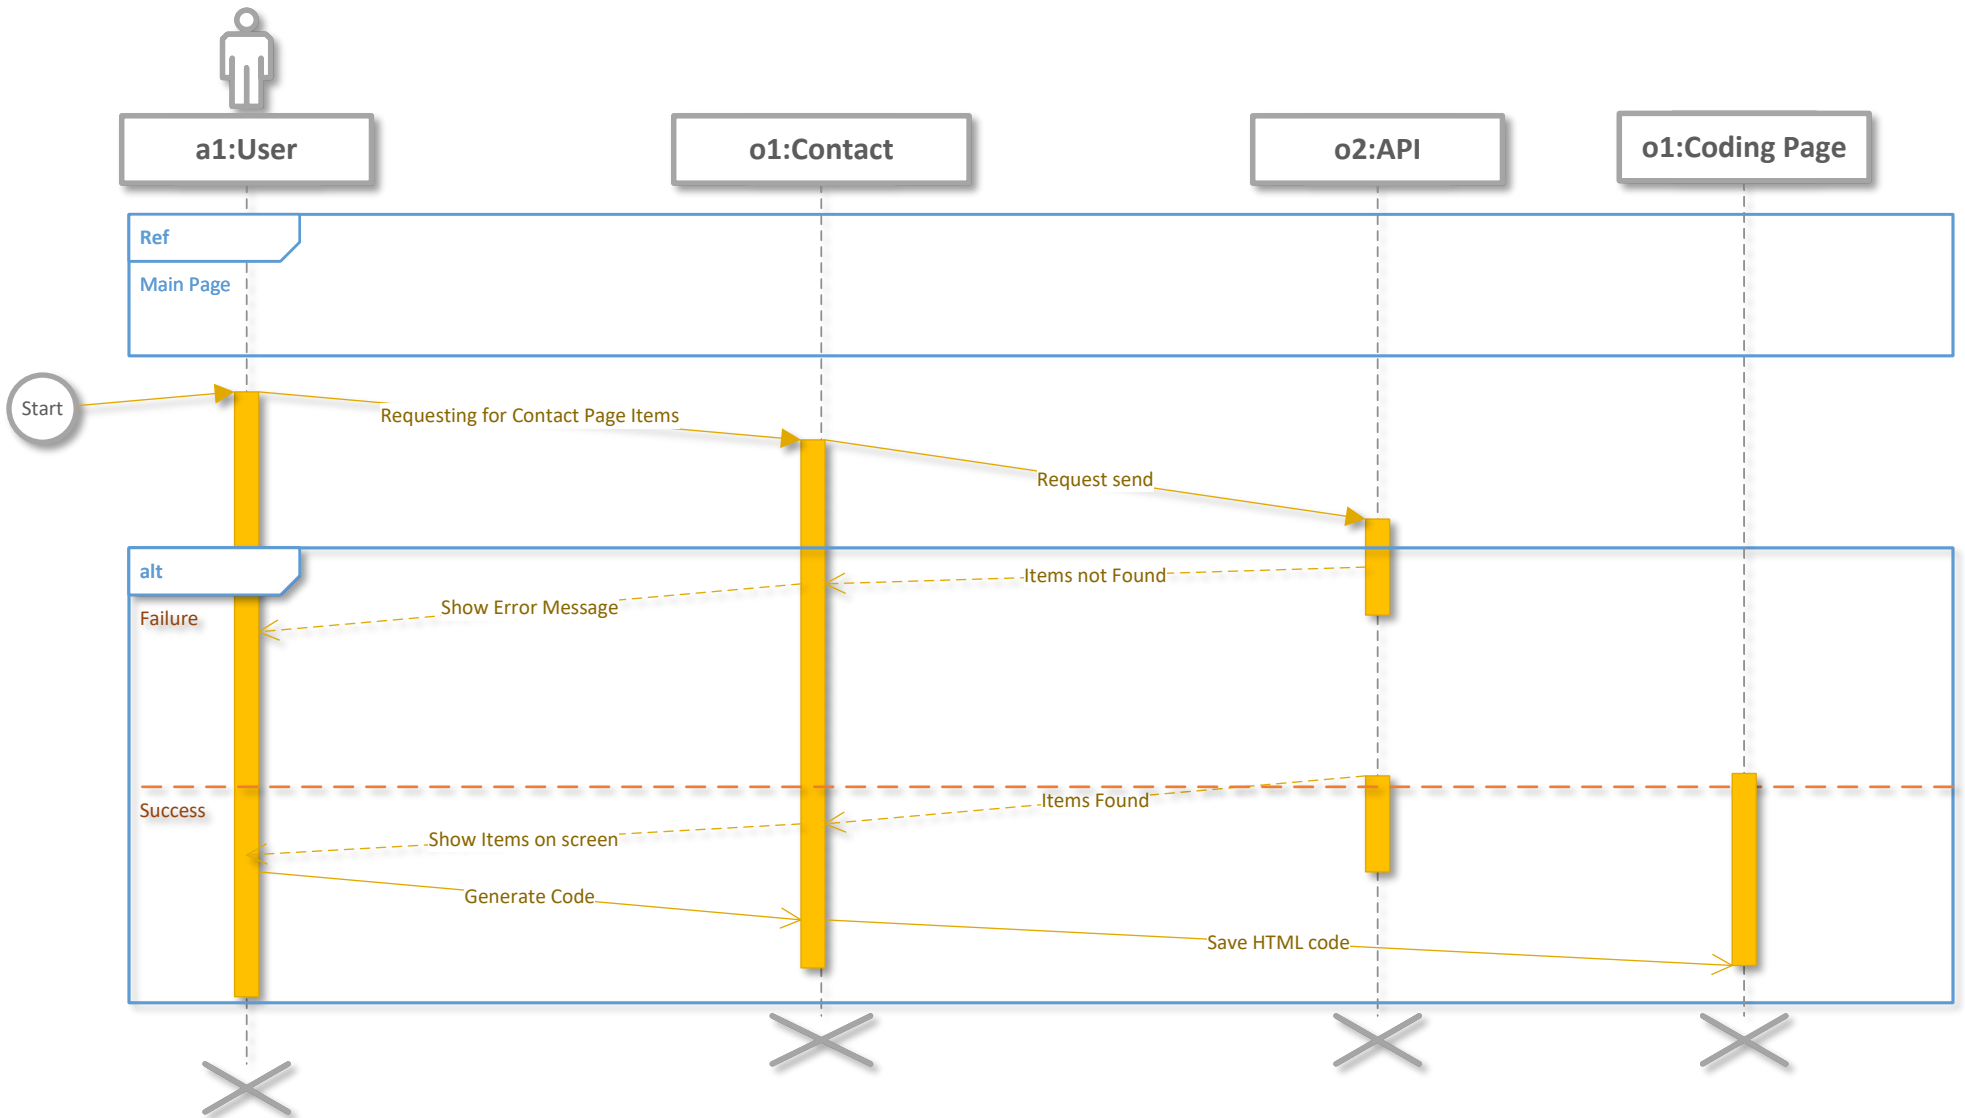 a1:User
o1:Contact
o2:API
o1:Coding Page
Ref
Main Page
Start
Requesting for Contact Page Items
Request send
alt
Items not Found
Show Error Message
Failure
Items Found
Success
Show Items on screen
Generate Code
Save HTML code